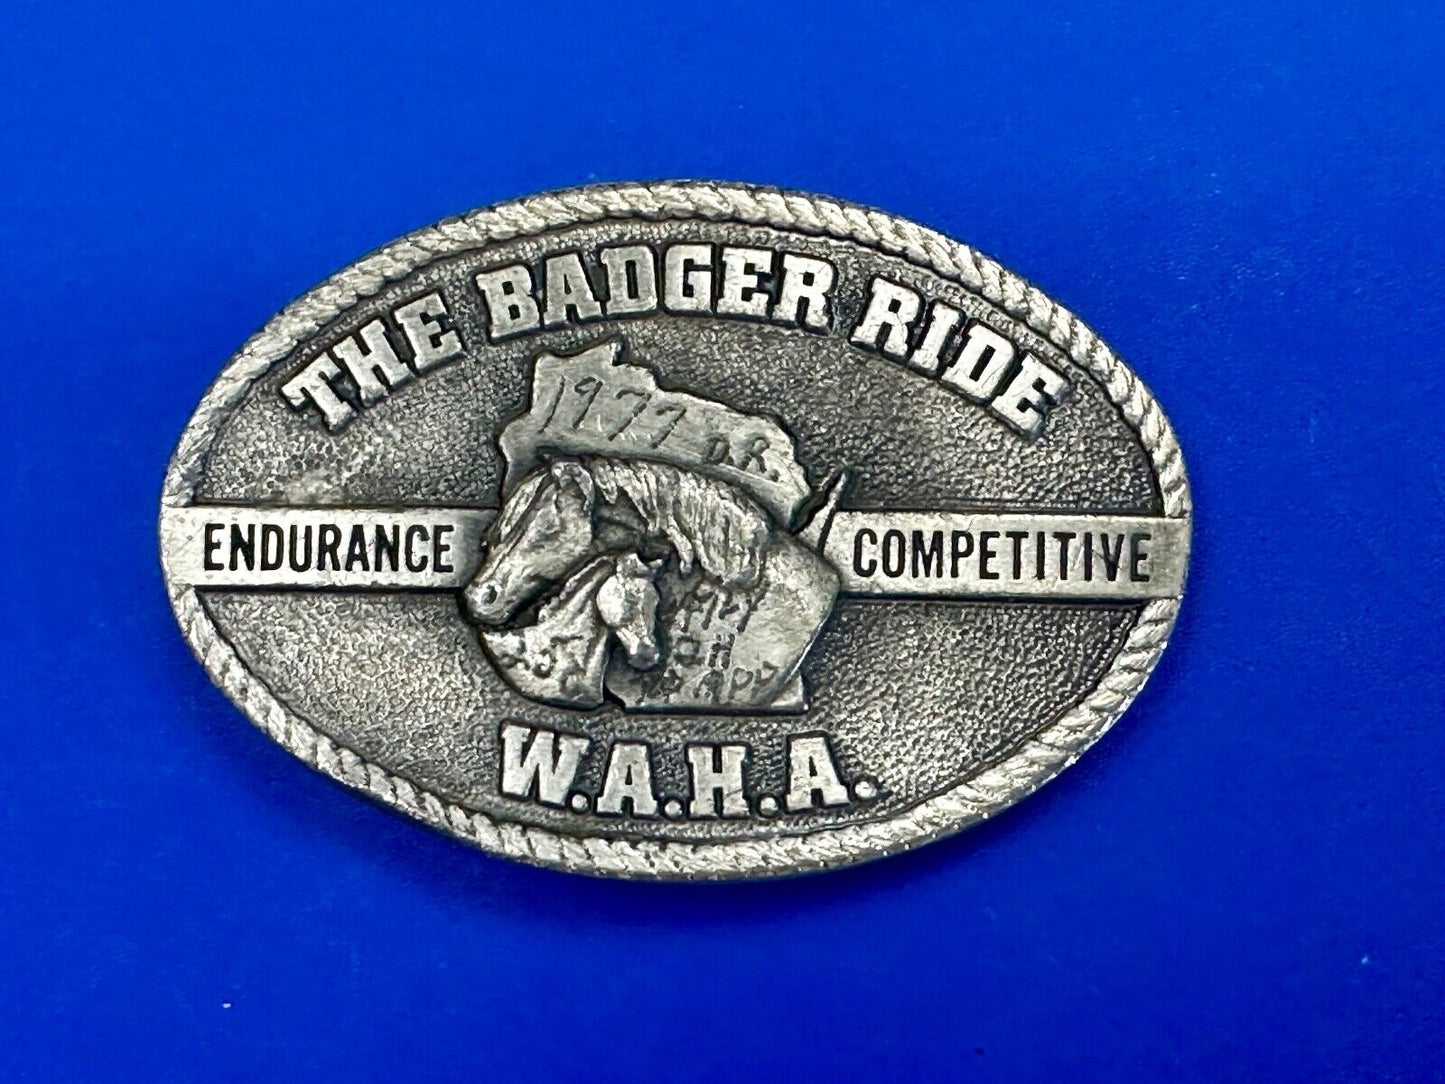 THE BADGER RIDE
1977 D.R.
ENDURANCE
COMPETITIVE
W.A.H.A.